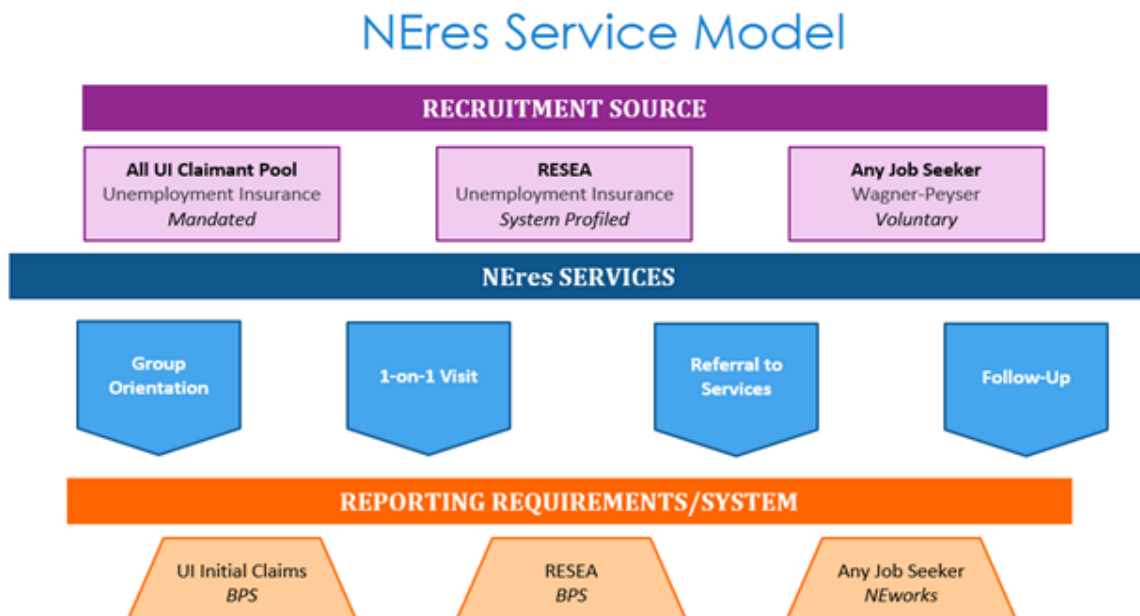 NEres Service Model
RECRUITMENT SOURCE
All UI Claimant Pool
Unemployment Insurance
Mandated
RESEA
Unemployment Insurance
System Profiled
Any Job Seeker
Wagner-Peyser
Voluntary
NEres SERVICES
Group
Orientation
1-on-1 Visit
Referral to
Services
Follow-Up
REPORTING REQUIREMENTS/SYSTEM
UI Initial Claims
BPS
RESEA
BPS
Any Job Seeker
NEworks